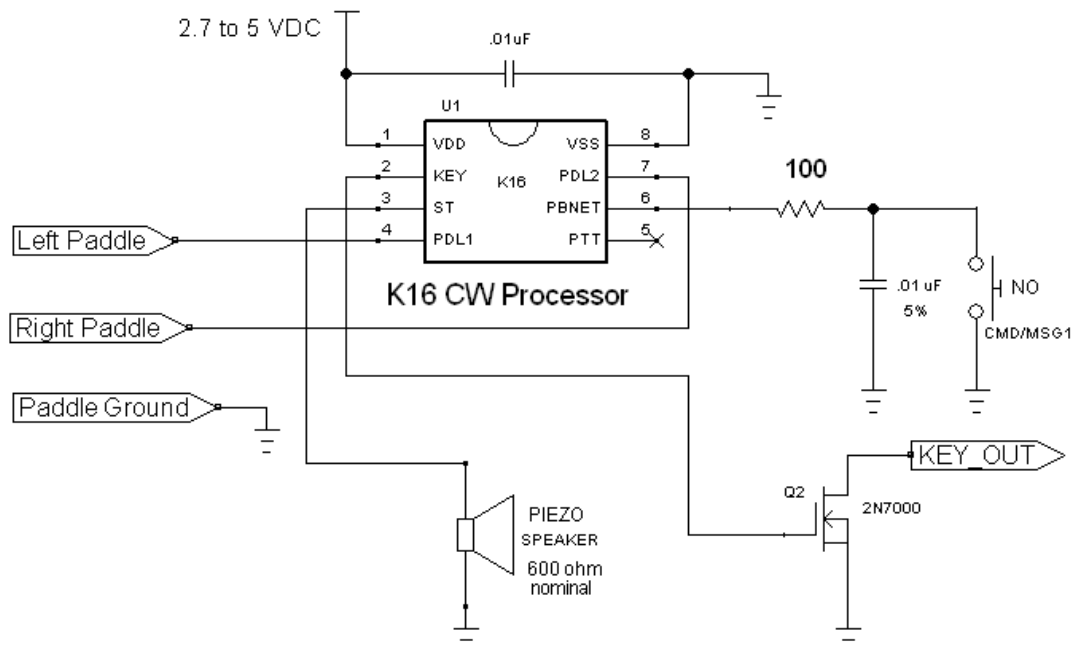 2.7 to 5 VDC
.01uF
U1
1
VDD
VSS
8
2
KEY
K16
PDL2
7
3
ST
PBNET
6
4
PDL1
PTT
5
100
K16 CW Processor
Left Paddle
Right Paddle
Paddle Ground
.01 uF
5%
NO
CMD/MSG1
KEY_OUT
Q2
2N7000
PIEZO
SPEAKER
600 ohm
nominal